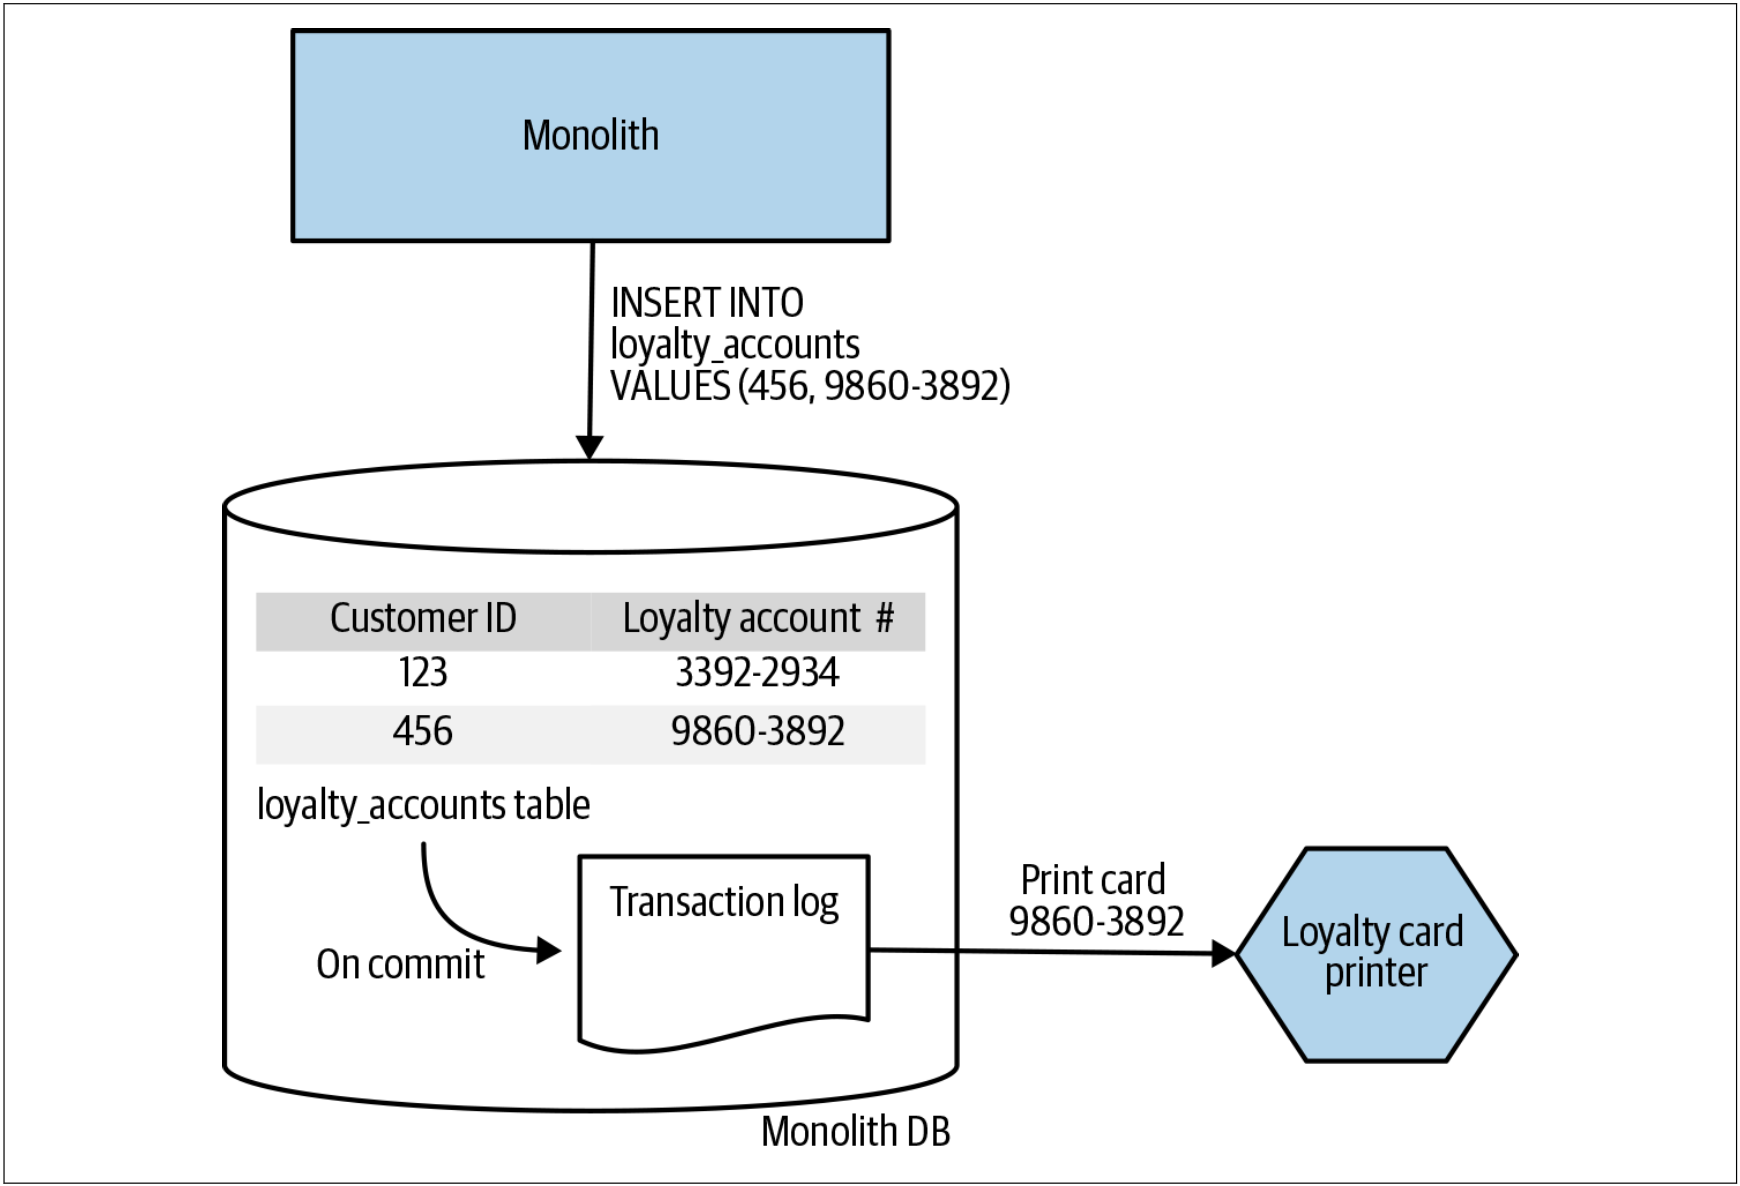 Monolith
INSERT INTO
loyalty_accounts
VALUES (456, 9860-3892)
Customer ID Loyalty account #
123 3392-2934
456 9860-3892
loyalty_accounts table
Transaction log
On commit
Print card
9860-3892
Loyalty card
printer
Monolith DB